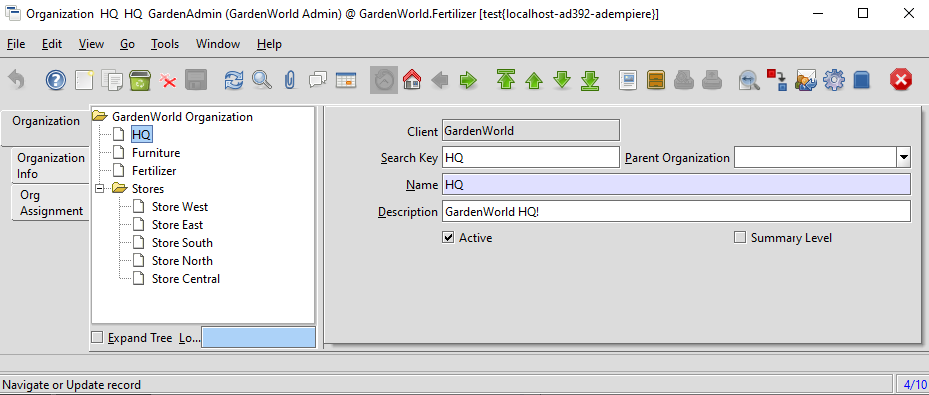 Organization HQ HQ GardenAdmin (GardenWorld Admin) @ GardenWorld.Fertilizer [test{localhost-ad392-adempiere}]
File Edit View Go Tools Window Help
Organization
Organization Info
Org Assignment
GardenWorld Organization
HQ
Furniture
Fertilizer
Stores
Store West
Store East
Store South
Store North
Store Central
Expand Tree Lo...
Client GardenWorld
Search Key HQ Parent Organization
Name HQ
Description GardenWorld HQ!
Active Summary Level
Navigate or Update record 4/10